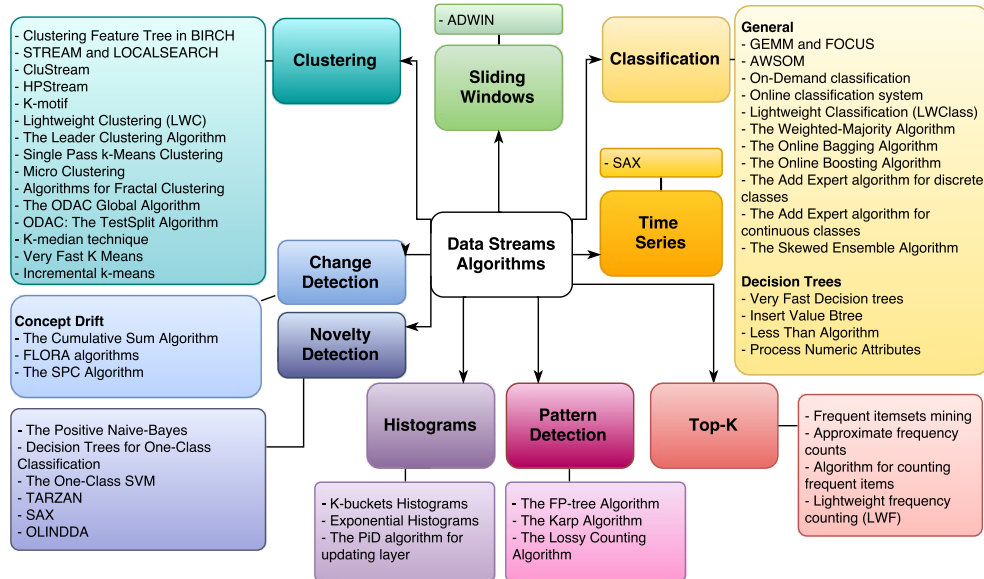 - Clustering Feature Tree in BIRCH
- STREAM and LOCALSEARCH
- CluStream
- HPStream
- K-motif
- Lightweight Clustering (LWC)
- The Leader Clustering Algorithm
- Single Pass k-Means Clustering
- Micro Clustering
- Algorithms for Fractal Clustering
- The ODAC Global Algorithm
- ODAC: The TestSplit Algorithm
- K-median technique
- Very Fast K Means
- Incremental k-means
Clustering
- ADWIN
Sliding
Windows
Classification
General
- GEMM and FOCUS
- AWSOM
- On-Demand classification
- Online classification system
- Lightweight Classification (LWClass)
- The Weighted-Majority Algorithm
- The Online Bagging Algorithm
- The Online Boosting Algorithm
- The Add Expert algorithm for discrete
classes
- The Add Expert algorithm for
continuous classes
- The Skewed Ensemble Algorithm
Decision Trees
- Very Fast Decision trees
- Insert Value Btree
- Less Than Algorithm
- Process Numeric Attributes
- SAX
Time
Series
Data Streams
Algorithms
Change
Detection
Concept Drift
- The Cumulative Sum Algorithm
- FLORA algorithms
- The SPC Algorithm
Novelty
Detection
- The Positive Naive-Bayes
- Decision Trees for One-Class
Classification
- The One-Class SVM
- TARZAN
- SAX
- OLINDDA
Histograms
- K-buckets Histograms
- Exponential Histograms
- The PiD algorithm for
updating layer
Pattern
Detection
- The FP-tree Algorithm
- The Karp Algorithm
- The Lossy Counting
Algorithm
Top-K
- Frequent itemsets mining
- Approximate frequency
counts
- Algorithm for counting
frequent items
- Lightweight frequency
counting (LWF)